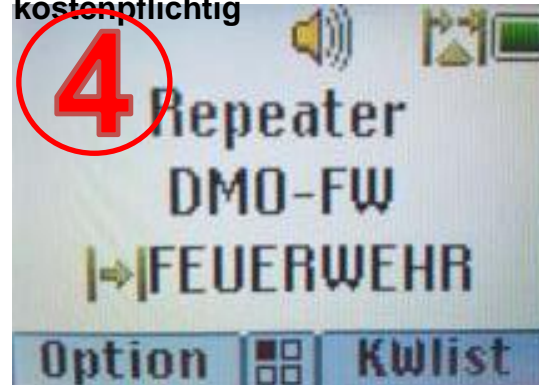 kostenpflichtig
4
Repeater
DMO-FW
FEUERWEHR
Option KWlist